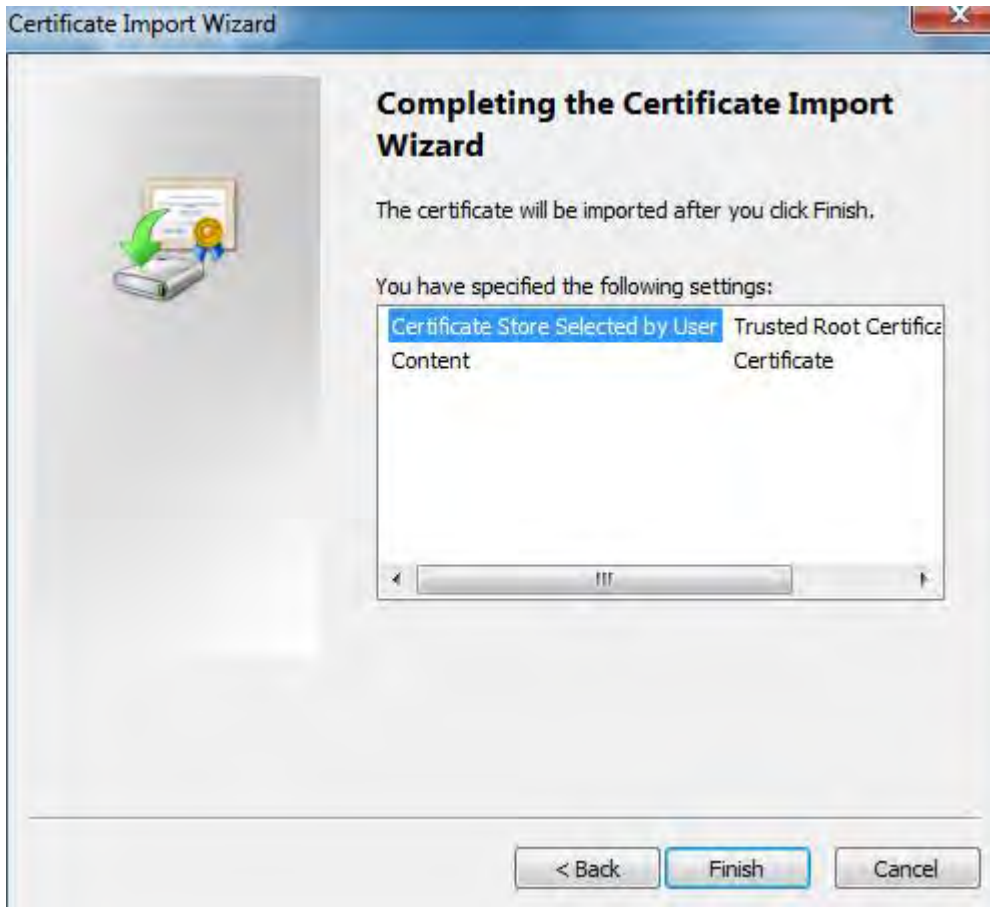 Certificate Import Wizard
Completing the Certificate Import
Wizard
The certificate will be imported after you click Finish.
You have specified the following settings:
Certificate Store Selected by User Trusted Root Certifica
Content Certificate
< Back Finish Cancel